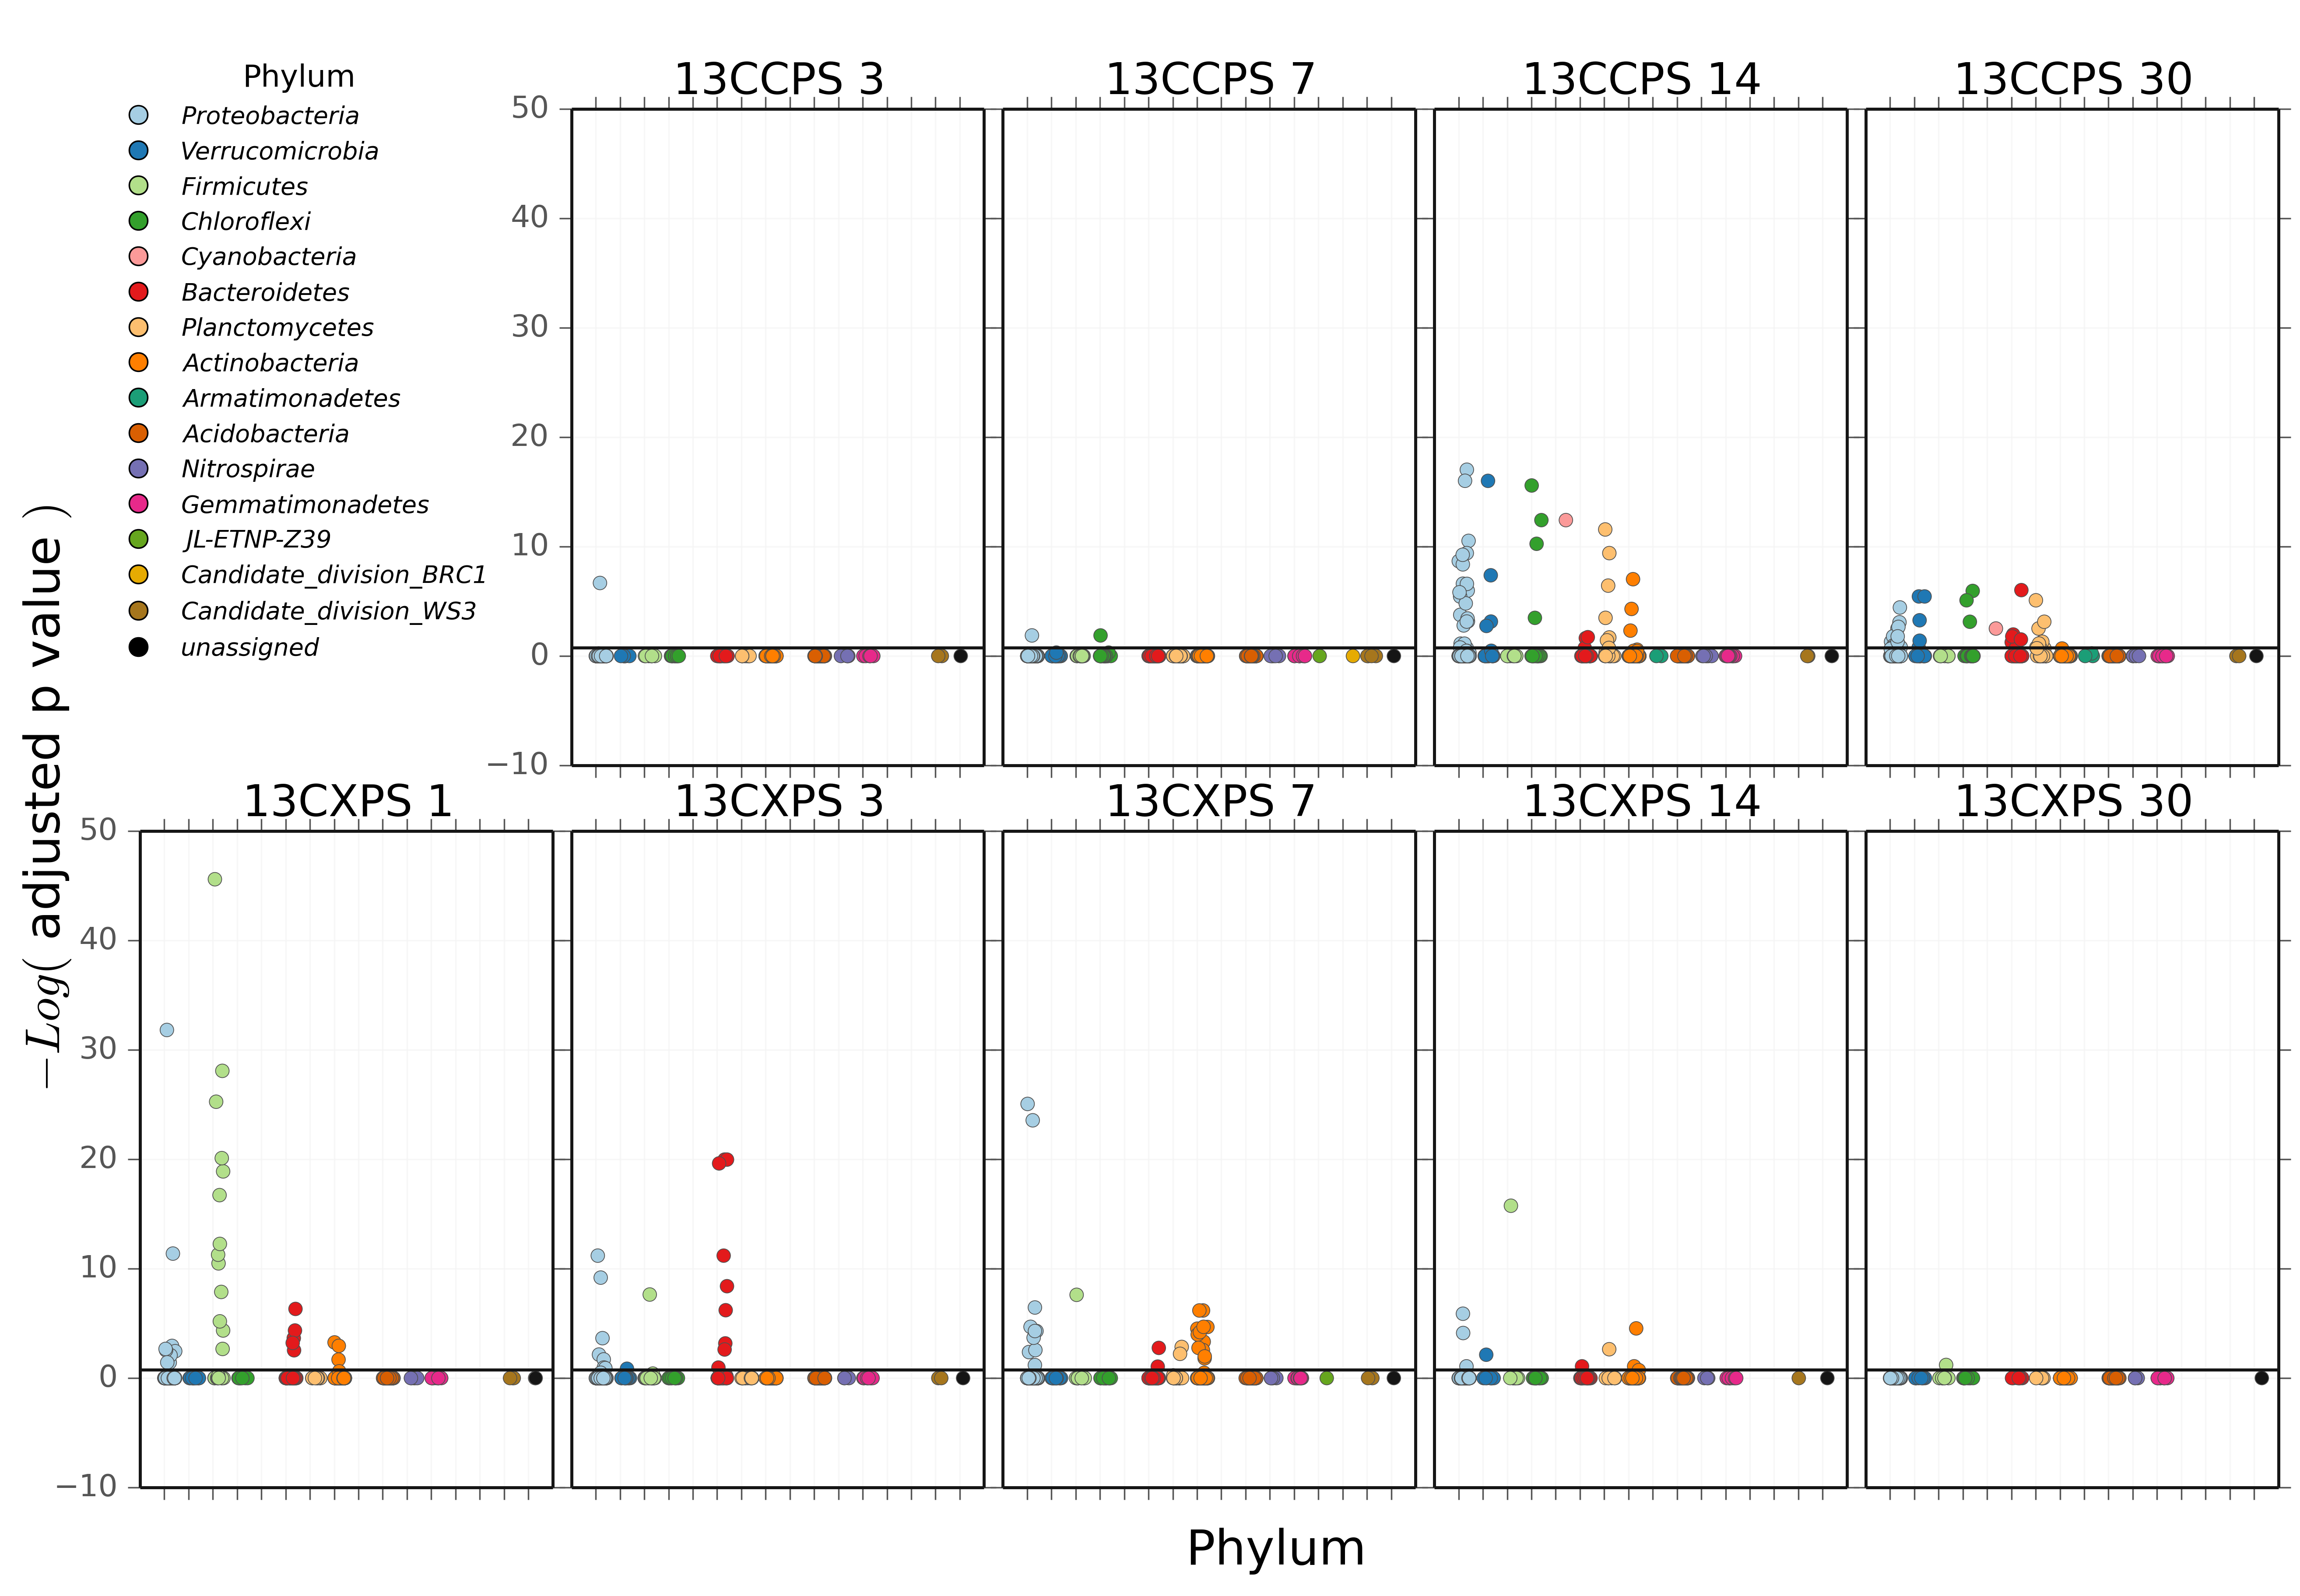 Phylum
Proteobacteria
Verrucomicrobia
Firmicutes
Chloroflexi
Cyanobacteria
Bacteroidetes
Planctomycetes
Actinobacteria
Armatimonadetes
Acidobacteria
Nitrospirae
Gemmatimonadetes
JL-ETNP-Z39
Candidate_division_BRC1
Candidate_division_WS3
unassigned
13CCPS 3
13CCPS 7
13CCPS 14
13CCPS 30
50
40
30
20
10
0
−10
13CXPS 1
13CXPS 3
13CXPS 7
13CXPS 14
13CXPS 30
50
40
30
20
10
0
−10
−Log( adjusted p value )
Phylum